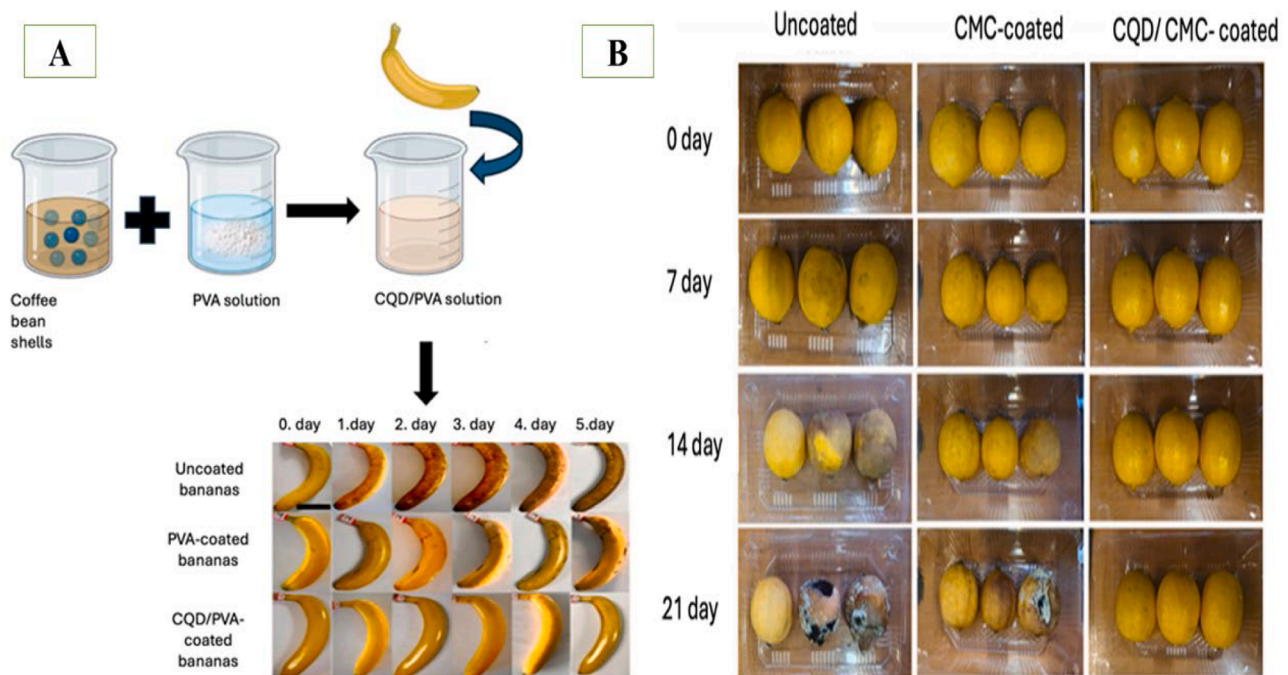 A
Coffee
bean
shells
PVA solution
CQD/PVA solution
0. day 1.day 2. day 3. day 4. day 5.day
Uncoated
bananas
PVA-coated
bananas
CQD/PVA-
coated
bananas
B
Uncoated CMC-coated CQD/ CMC- coated
0 day
7 day
14 day
21 day